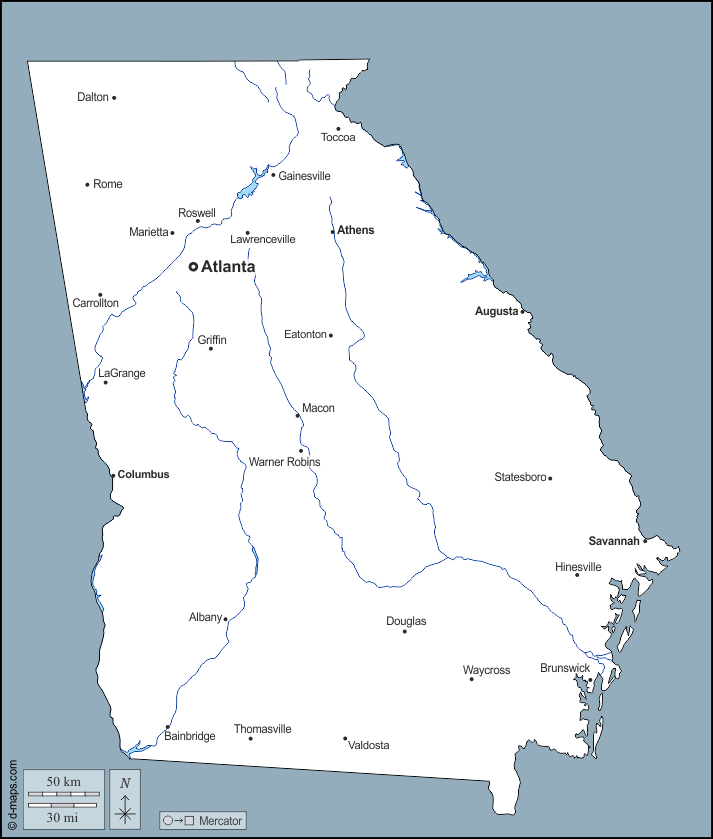 Dalton
Toccoa
Gainesville
Rome
Roswell
Marietta
Lawrenceville
Athens
Atlanta
Carrollton
Augusta
Griffin
Eatonton
LaGrange
Macon
Warner Robins
Columbus
Statesboro
Savannah
Hinesville
Albany
Douglas
Waycross
Brunswick
Bainbridge
Thomasville
Valdosta
50 km
30 mi
N
Mercator
© d-maps.com